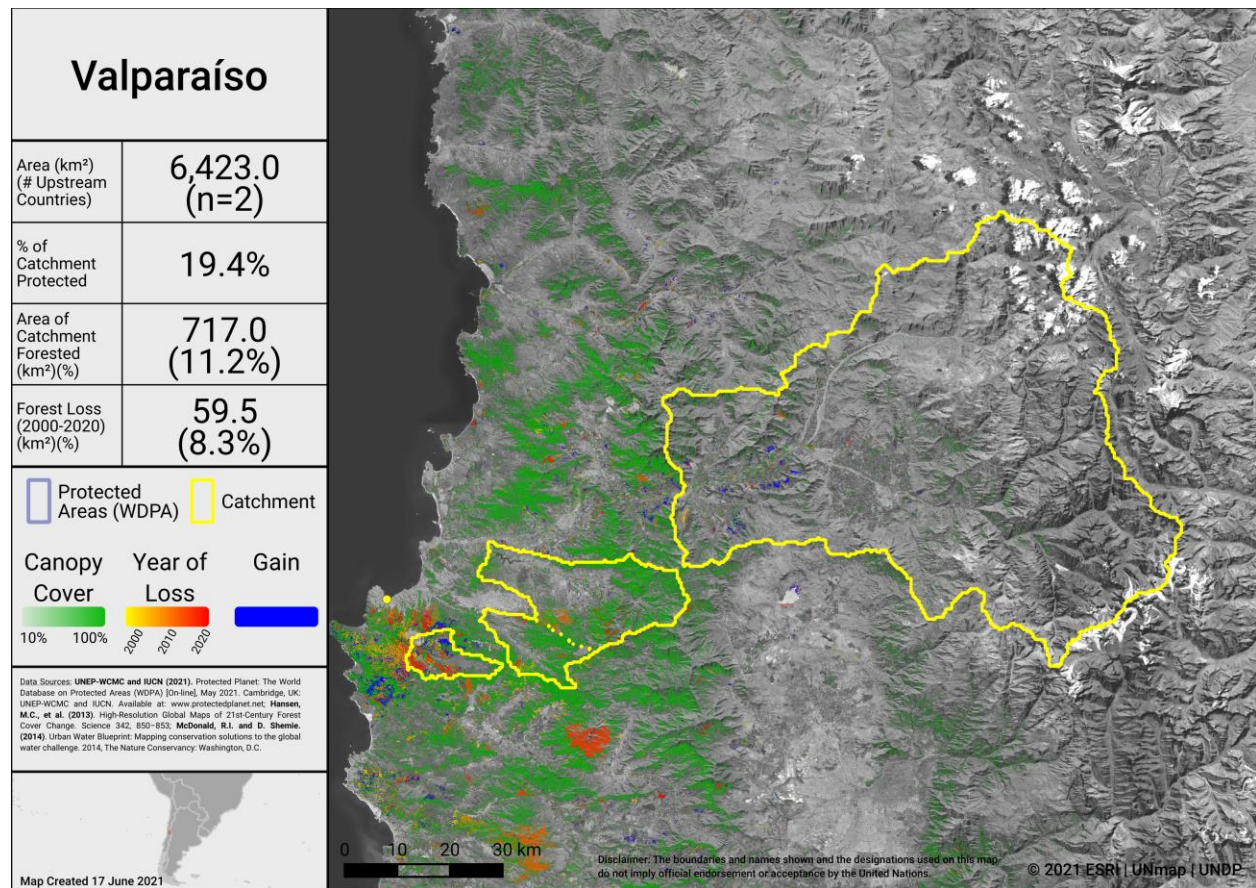 Valparaíso
Area (km²)
(# Upstream
Countries)
6,423.0
(n=2)
% of
Catchment
Protected
19.4%
Area of
Catchment
Forested
(km²)(%)
717.0
(11.2%)
Forest Loss
(2000-2020)
(km²)(%)
59.5
(8.3%)
Protected
Areas (WDPA)
Catchment
Canopy
Cover
Year of
Loss
Gain
10% 100%
2000 2010 2020
Data Sources: UNEP-WCMC and IUCN (2021). Protected Planet: The World
Database on Protected Areas (WDPA) [On-line], May 2021. Cambridge, UK:
UNEP-WCMC and IUCN. Available at: www.protectedplanet.net; Hansen,
M.C., et al. (2013). High-Resolution Global Maps of 21st-Century Forest
Cover Change. Science 342, 850–853; McDonald, R.I. and D. Shemie.
(2014). Urban Water Blueprint: Mapping conservation solutions to the global
water challenge. 2014, The Nature Conservancy: Washington, D.C.
Map Created 17 June 2021
0 10 20 30 km
Disclaimer: The boundaries and names shown and the designations used on this map
do not imply official endorsement or acceptance by the United Nations.
© 2021 ESRI | UNmap | UNDP